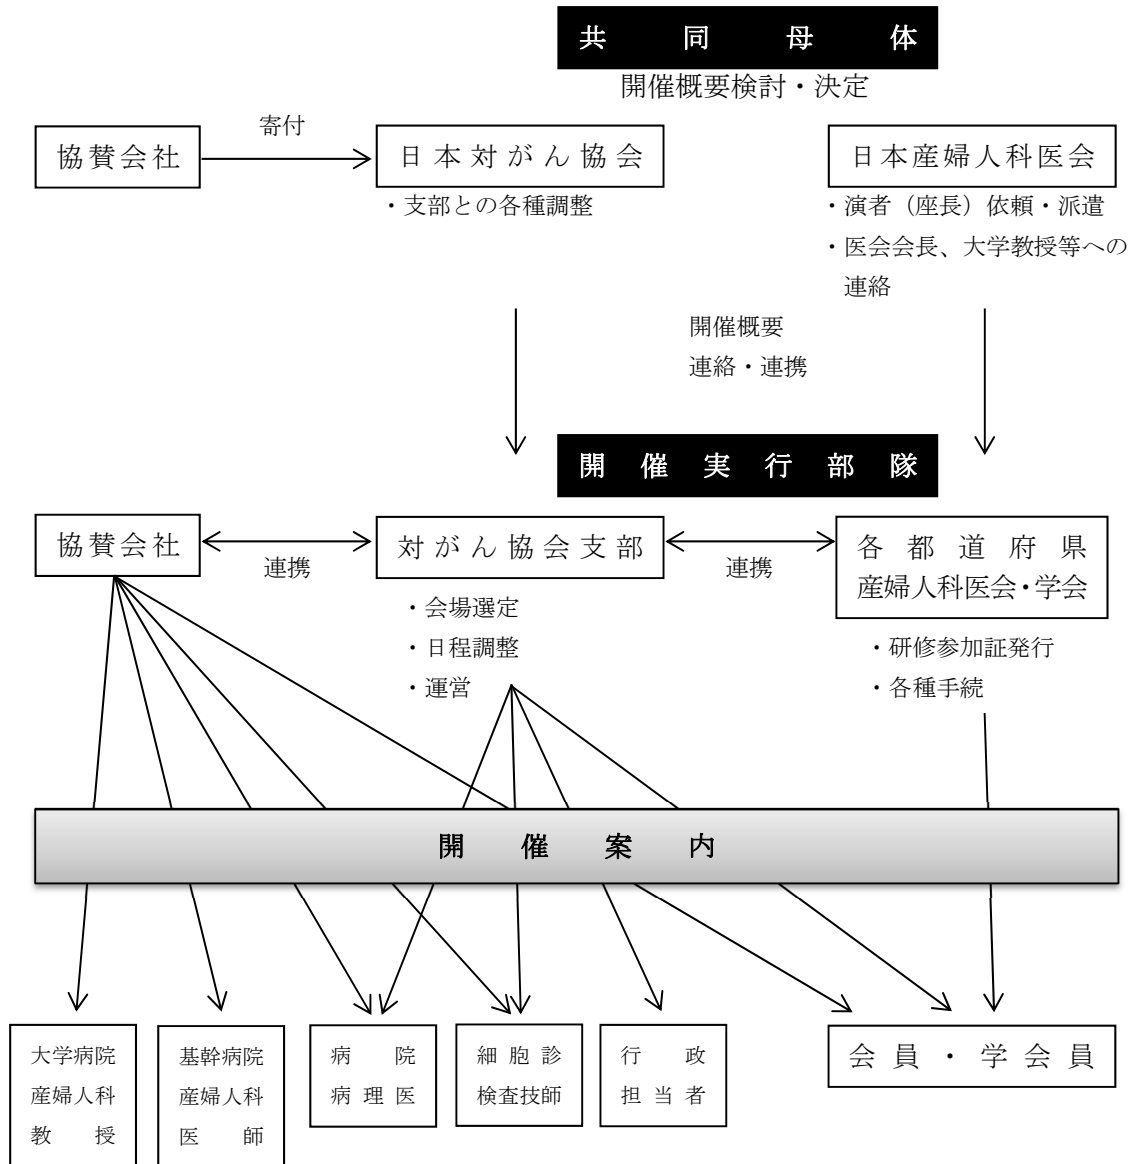 共同母体
開催概要検討・決定
寄付
協賛会社
日本対がん協会
日本産婦人科医会
・支部との各種調整
・演者（座長）依頼・派遣
・医会会長、大学教授等への
連絡
開催概要
連絡・連携
開催実行部隊
協賛会社
連携
対がん協会支部
連携
各都道府県
産婦人科医会・学会
・会場選定
・日程調整
・運営
・研修参加証発行
・各種手続
開催案内
大学病院
産婦人科
教授
基幹病院
産婦人科
医師
病院
病理医
細胞診
検査技師
行政
担当者
会員・学会員